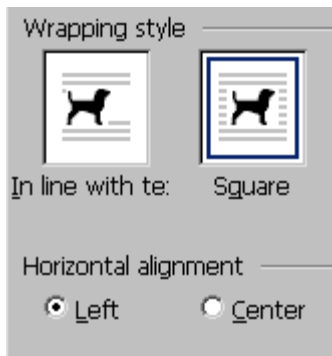 Wrapping style
In line with te:
Square
Horizontal alignment
Left
Center